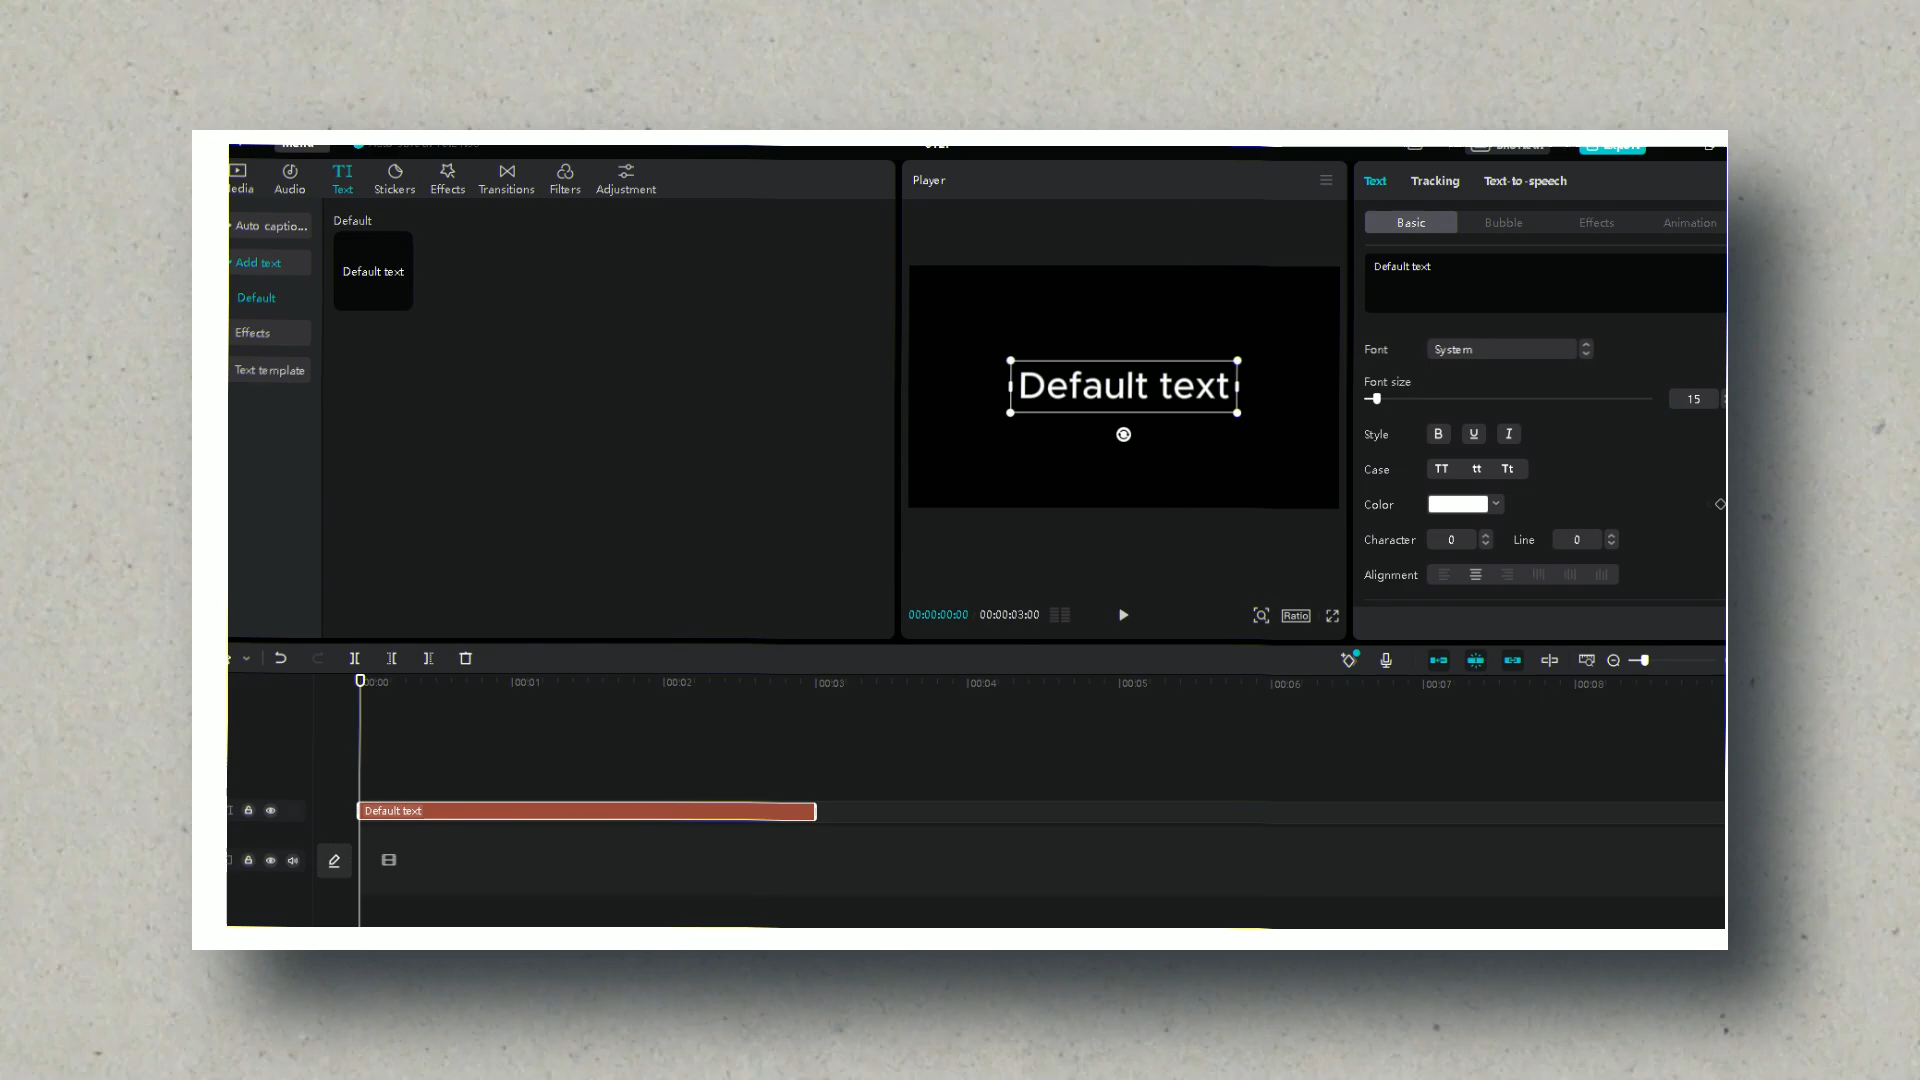 Audio
Text
Stickers
Effects
Transitions
Filters
Adjustment
Auto captio...
Add text
Default
Effects
Text template
Default
Default text
Player
Default text
00:00:00:00 / 00:00:03:00
Ratio
Text Tracking Text-to-speech
Basic Bubble Effects Animation
Default text
Font System
Font size
15
Style B U I
Case TT tt Tt
Color
Character 0 Line 0
Alignment
00:00 00:01 00:02 00:03 00:04 00:05 00:06 00:07 00:08
Default text